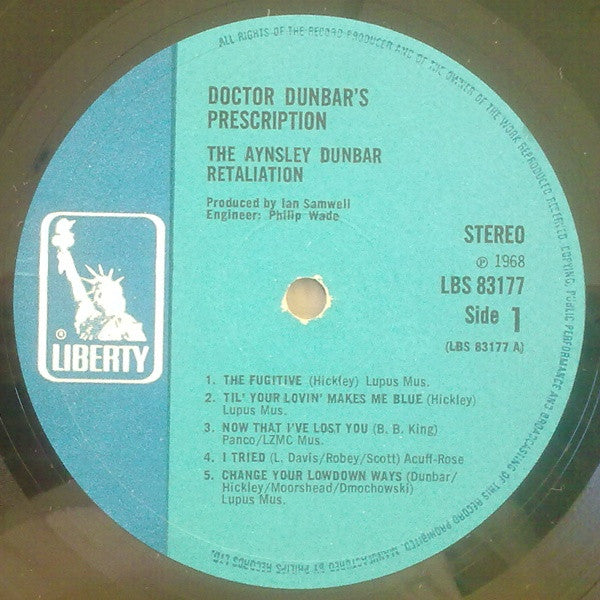 ALL RIGHTS OF THE RECORD PRODUCER AND OF THE OWNER OF THE WORK REPRODUCED RESERVED. COPYING, PUBLIC PERFORMANCE AND BROADCASTING OF THIS RECORD PROHIBITED. MANUFACTURED BY PHILIPS RECORDS LTD.
DOCTOR DUNBAR'S
PRESCRIPTION
THE AYNSLEY DUNBAR
RETALIATION
Produced by Ian Samwell
Engineer: Philip Wade
STEREO
℗ 1968
LBS 83177
Side 1
(LBS 83177 A)
®
LIBERTY
1. THE FUGITIVE (Hickley) Lupus Mus.
2. TIL' YOUR LOVIN' MAKES ME BLUE (Hickley)
Lupus Mus.
3. NOW THAT I'VE LOST YOU (B. B. King)
Panco/LZMC Mus.
4. I TRIED (L. Davis/Robey/Scott) Acuff-Rose
5. CHANGE YOUR LOWDOWN WAYS (Dunbar/
Hickley/Moorshead/Dmochowski)
Lupus Mus.